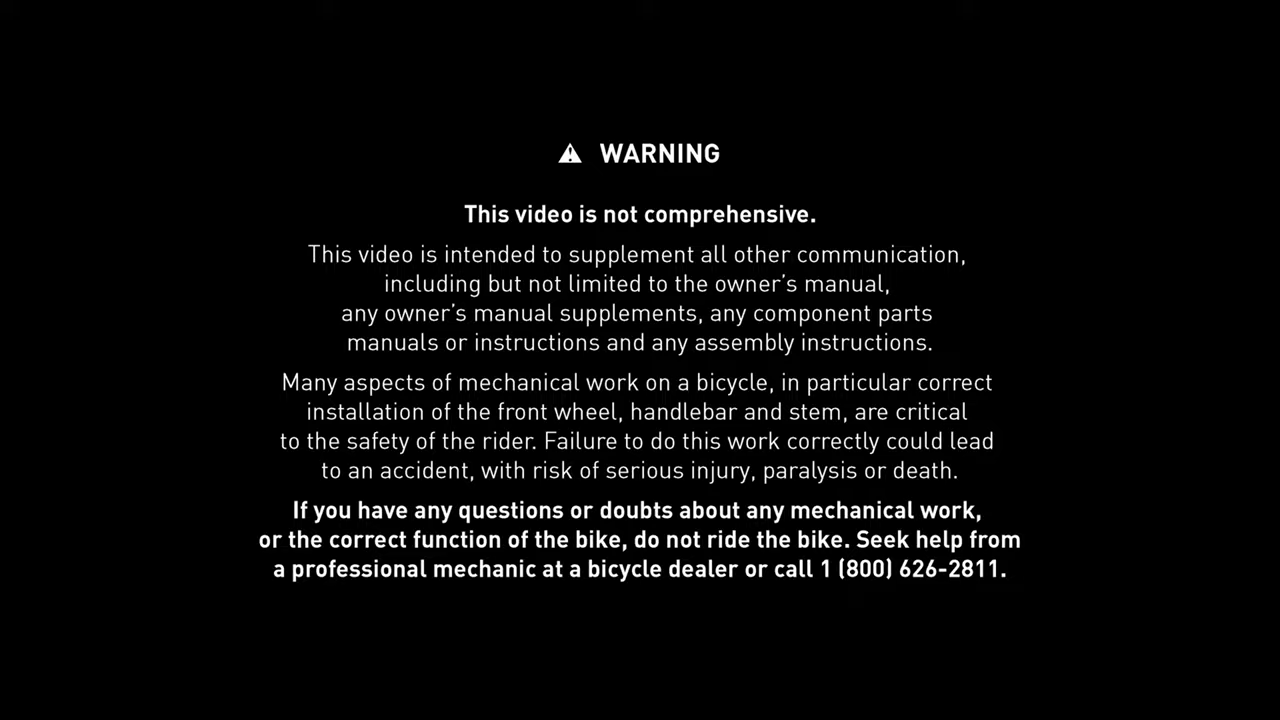 ⚠ WARNING
This video is not comprehensive.
This video is intended to supplement all other communication,
including but not limited to the owner’s manual,
any owner’s manual supplements, any component parts
manuals or instructions and any assembly instructions.
Many aspects of mechanical work on a bicycle, in particular correct
installation of the front wheel, handlebar and stem, are critical
to the safety of the rider. Failure to do this work correctly could lead
to an accident, with risk of serious injury, paralysis or death.
If you have any questions or doubts about any mechanical work,
or the correct function of the bike, do not ride the bike. Seek help from
a professional mechanic at a bicycle dealer or call 1 (800) 626-2811.